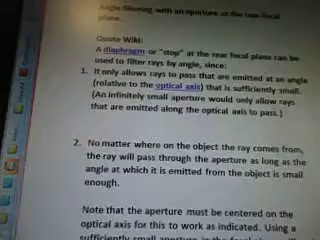 Angle filtering with an aperture at the rear focal
plane.
Quote Wiki:
A diaphragm or "stop" at the rear focal plane can be
used to filter rays by angle, since:
1. It only allows rays to pass that are emitted at an angle
(relative to the optical axis) that is sufficiently small.
(An infinitely small aperture would only allow rays
that are emitted along the optical axis to pass.)
2. No matter where on the object the ray comes from,
the ray will pass through the aperture as long as the
angle at which it is emitted from the object is small
enough.
Note that the aperture must be centered on the
optical axis for this to work as indicated. Using a
sufficiently small aperture in the